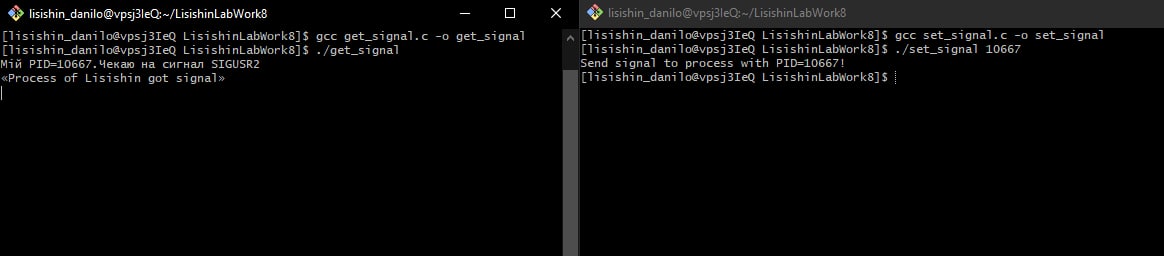 lisishin_danilo@vpsj3leQ:~/LisishinLabWork8
[lisishin_danilo@vpsj3IeQ LisishinLabWork8]$ gcc get_signal.c -o get_signal
[lisishin_danilo@vpsj3IeQ LisishinLabWork8]$ ./get_signal
Мій PID=10667.Чекаю на сигнал SIGUSR2
«Process of Lisishin got signal»
lisishin_danilo@vpsj3leQ:~/LisishinLabWork8
[lisishin_danilo@vpsj3IeQ LisishinLabWork8]$ gcc set_signal.c -o set_signal
[lisishin_danilo@vpsj3IeQ LisishinLabWork8]$ ./set_signal 10667
Send signal to process with PID=10667!
[lisishin_danilo@vpsj3IeQ LisishinLabWork8]$